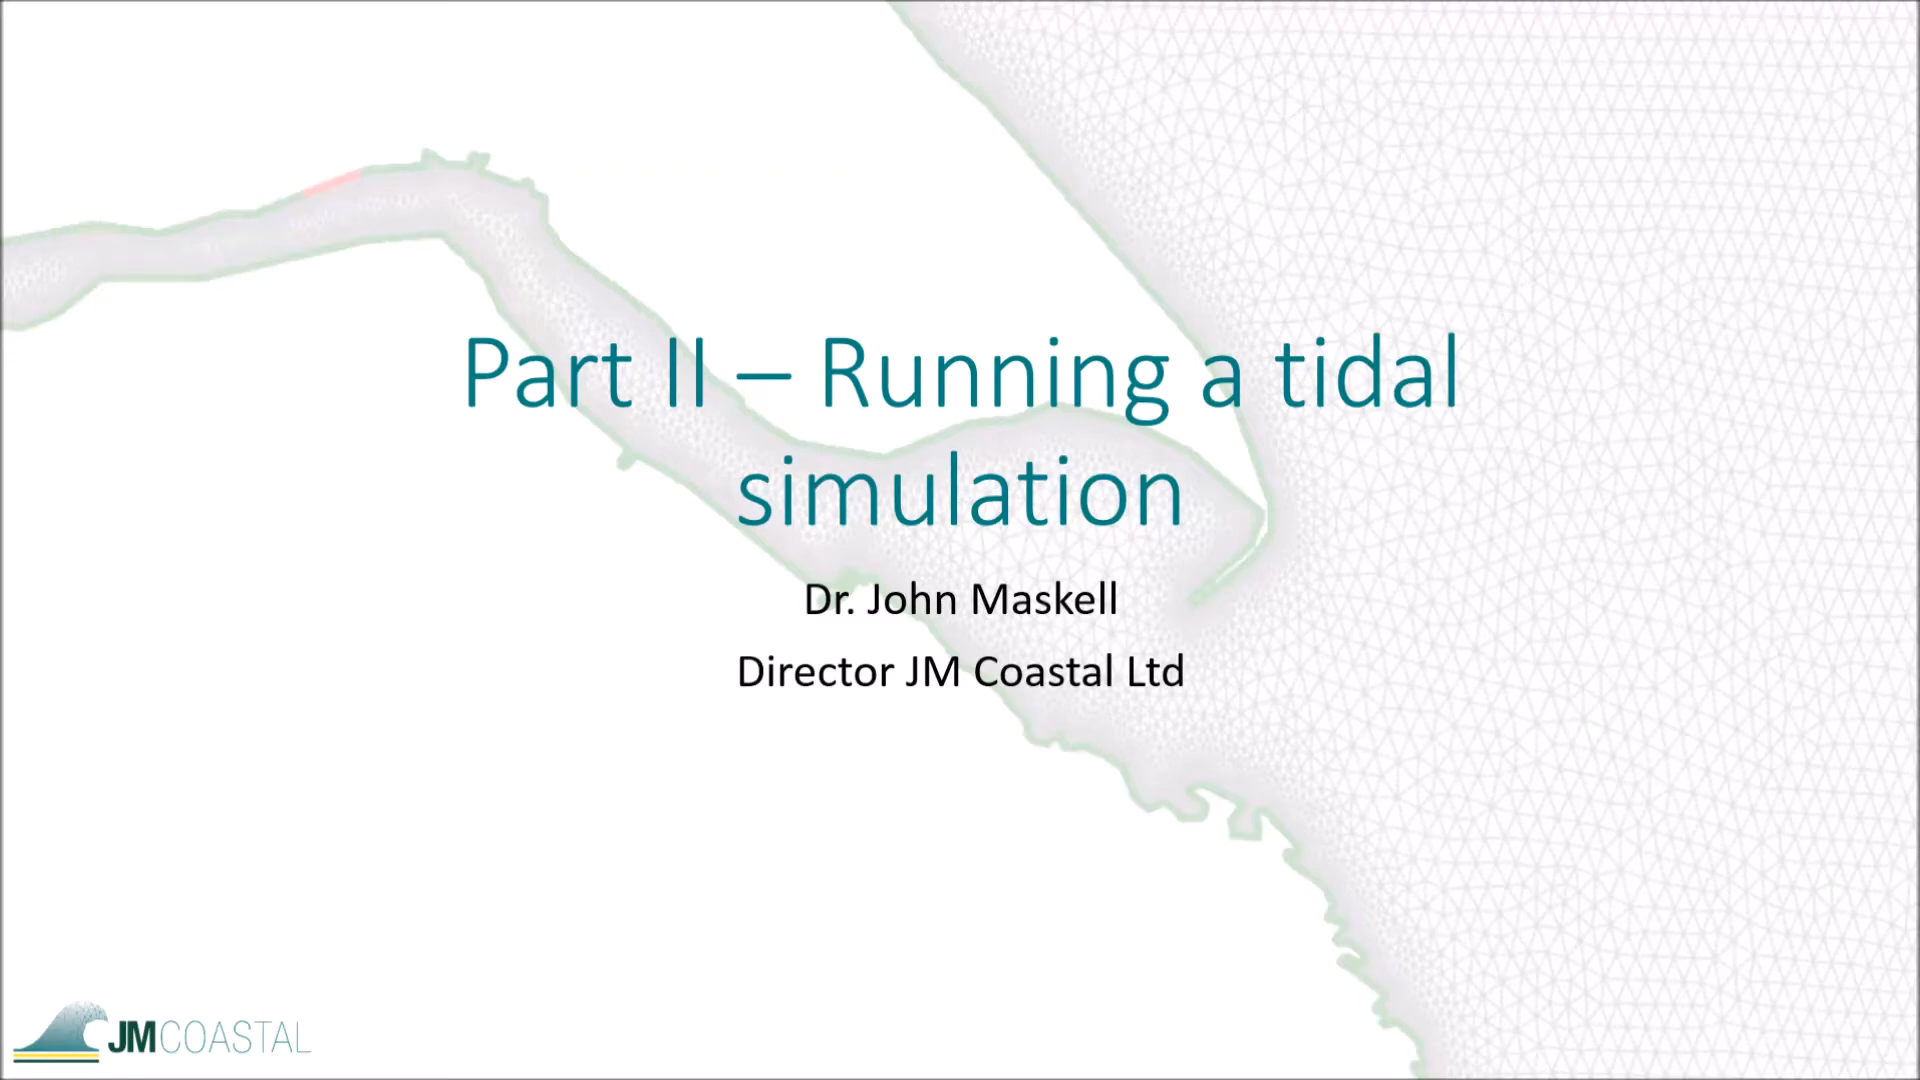 Part II – Running a tidal
simulation
Dr. John Maskell
Director JM Coastal Ltd
JMCOASTAL